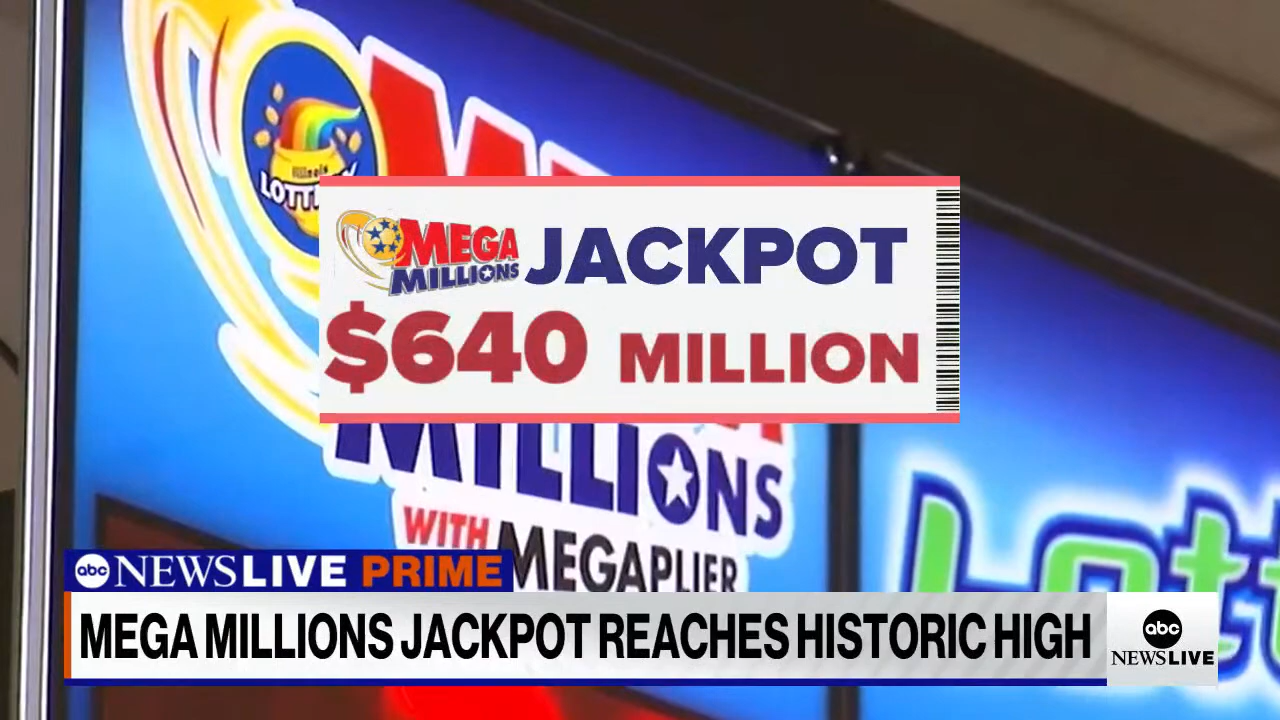 Illinois
MEGA
MILLIONS
JACKPOT
$640 MILLION
MILLIONS
WITH MEGAPLIER
abc NEWS LIVE PRIME
MEGA MILLIONS JACKPOT REACHES HISTORIC HIGH
abc
NEWS LIVE